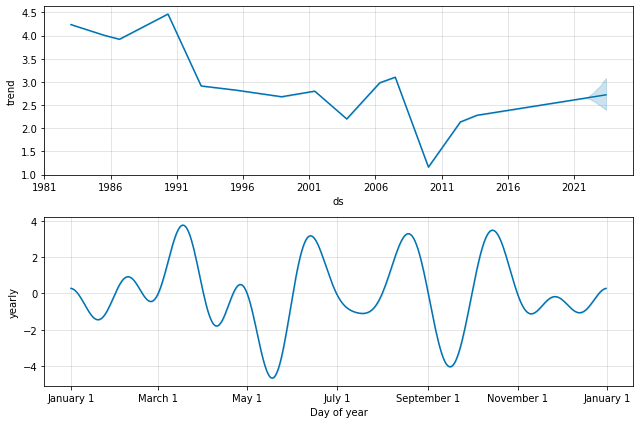 4.5
4.0
3.5
3.0
2.5
2.0
1.5
1.0
trend
1981
1986
1991
1996
2001
2006
2011
2016
2021
ds
4
2
0
−2
−4
yearly
January 1
March 1
May 1
July 1
September 1
November 1
January 1
Day of year